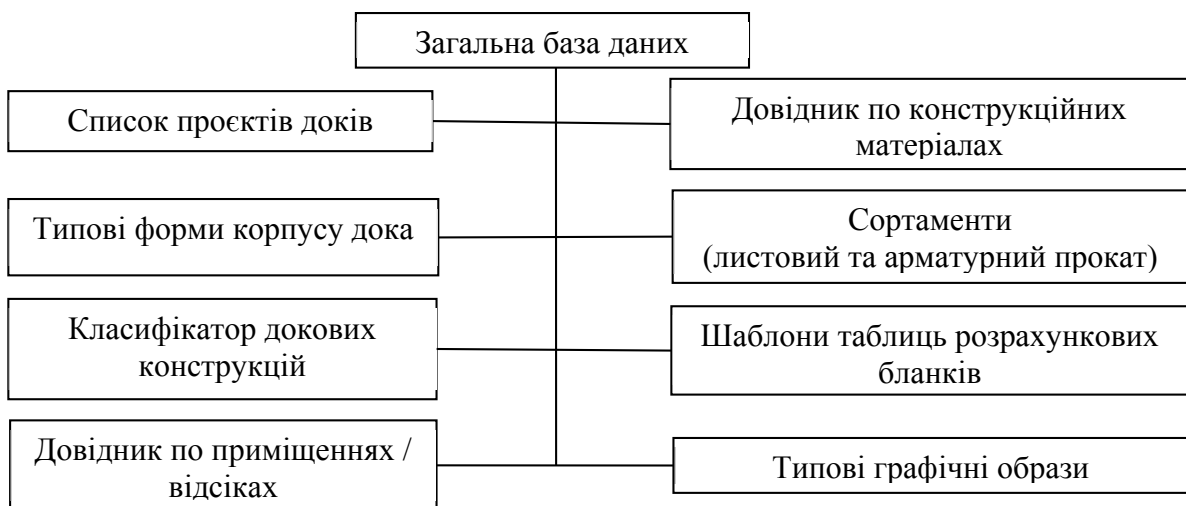 Загальна база даних
Список проєктів доків
Довідник по конструкційних
матеріалах
Типові форми корпусу дока
Сортаменти
(листовий та арматурний прокат)
Класифікатор докових
конструкцій
Шаблони таблиць розрахункових
бланків
Довідник по приміщеннях /
відсіках
Типові графічні образи